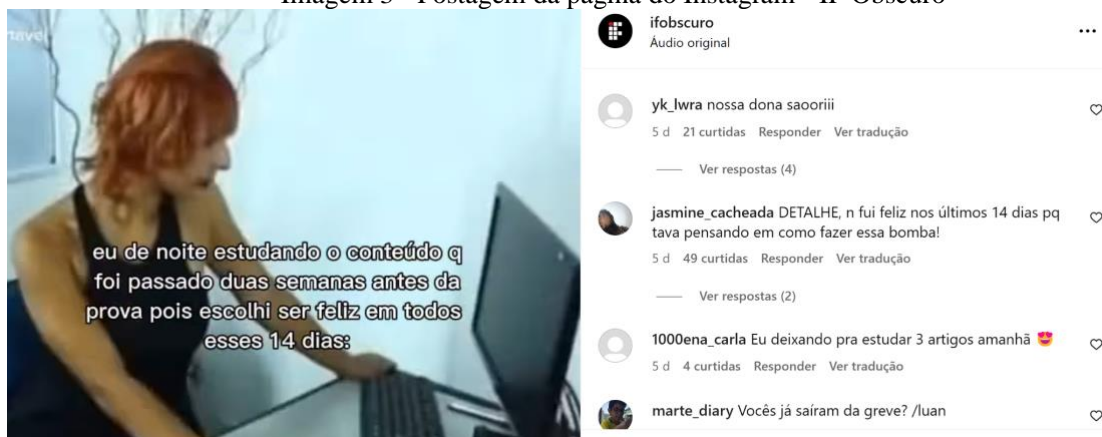 Imagem 3 - Postagem da página do Instagram - IF Obscuro
eu de noite estudando o conteúdo q
foi passado duas semanas antes da
prova pois escolhi ser feliz em todos
esses 14 dias:
ifobscuro
Áudio original
yk_lwra nossa dona saooriii
5 d 21 curtidas Responder Ver tradução
Ver respostas (4)
jasmine_cacheada DETALHE, n fui feliz nos últimos 14 dias pq
tava pensando em como fazer essa bomba!
5 d 49 curtidas Responder Ver tradução
Ver respostas (2)
1000ena_carla Eu deixando pra estudar 3 artigos amanhã 😍
5 d 4 curtidas Responder Ver tradução
marte_diary Vocês já saíram da greve? /luan